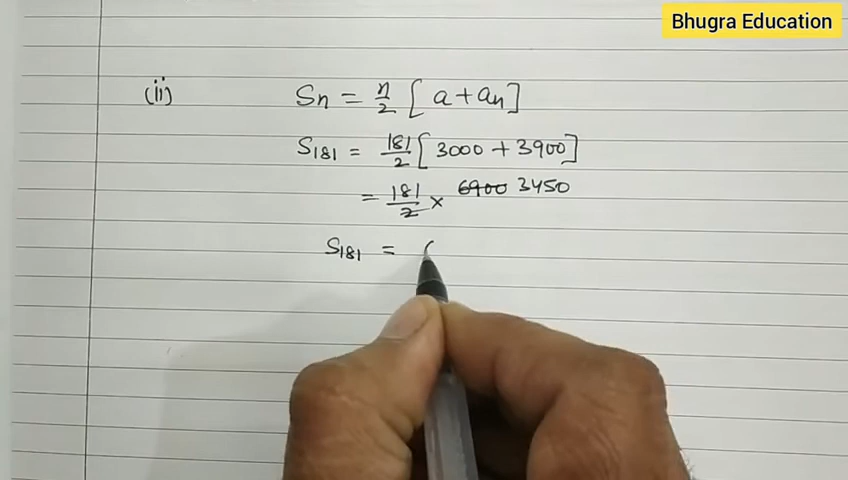 Bhugra Education
(ii) Sn = n/2 [a + an]
S181 = 181/2 [3000 + 3900]
= 181/2 × 6900 3450
S181 =